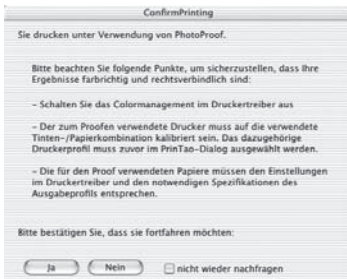 ConfirmPrinting
Sie drucken unter Verwendung von PhotoProof.
Bitte beachten Sie folgende Punkte, um sicherzustellen, dass Ihre
Ergebnisse farbrichtig und rechtsverbindlich sind:
- Schalten Sie das Colormanagement im Druckertreiber aus
- Der zum Proofen verwendete Drucker muss auf die verwendete
Tinten-/Papierkombination kalibriert sein. Das dazugehörige
Druckerprofil muss zuvor im PrinTao-Dialog ausgewählt werden.
- Die für den Proof verwendeten Papiere müssen den Einstellungen
im Druckertreiber und den notwendigen Spezifikationen des
Ausgabeprofils entsprechen.
Bitte bestätigen Sie, dass sie fortfahren möchten:
Ja Nein nicht wieder nachfragen